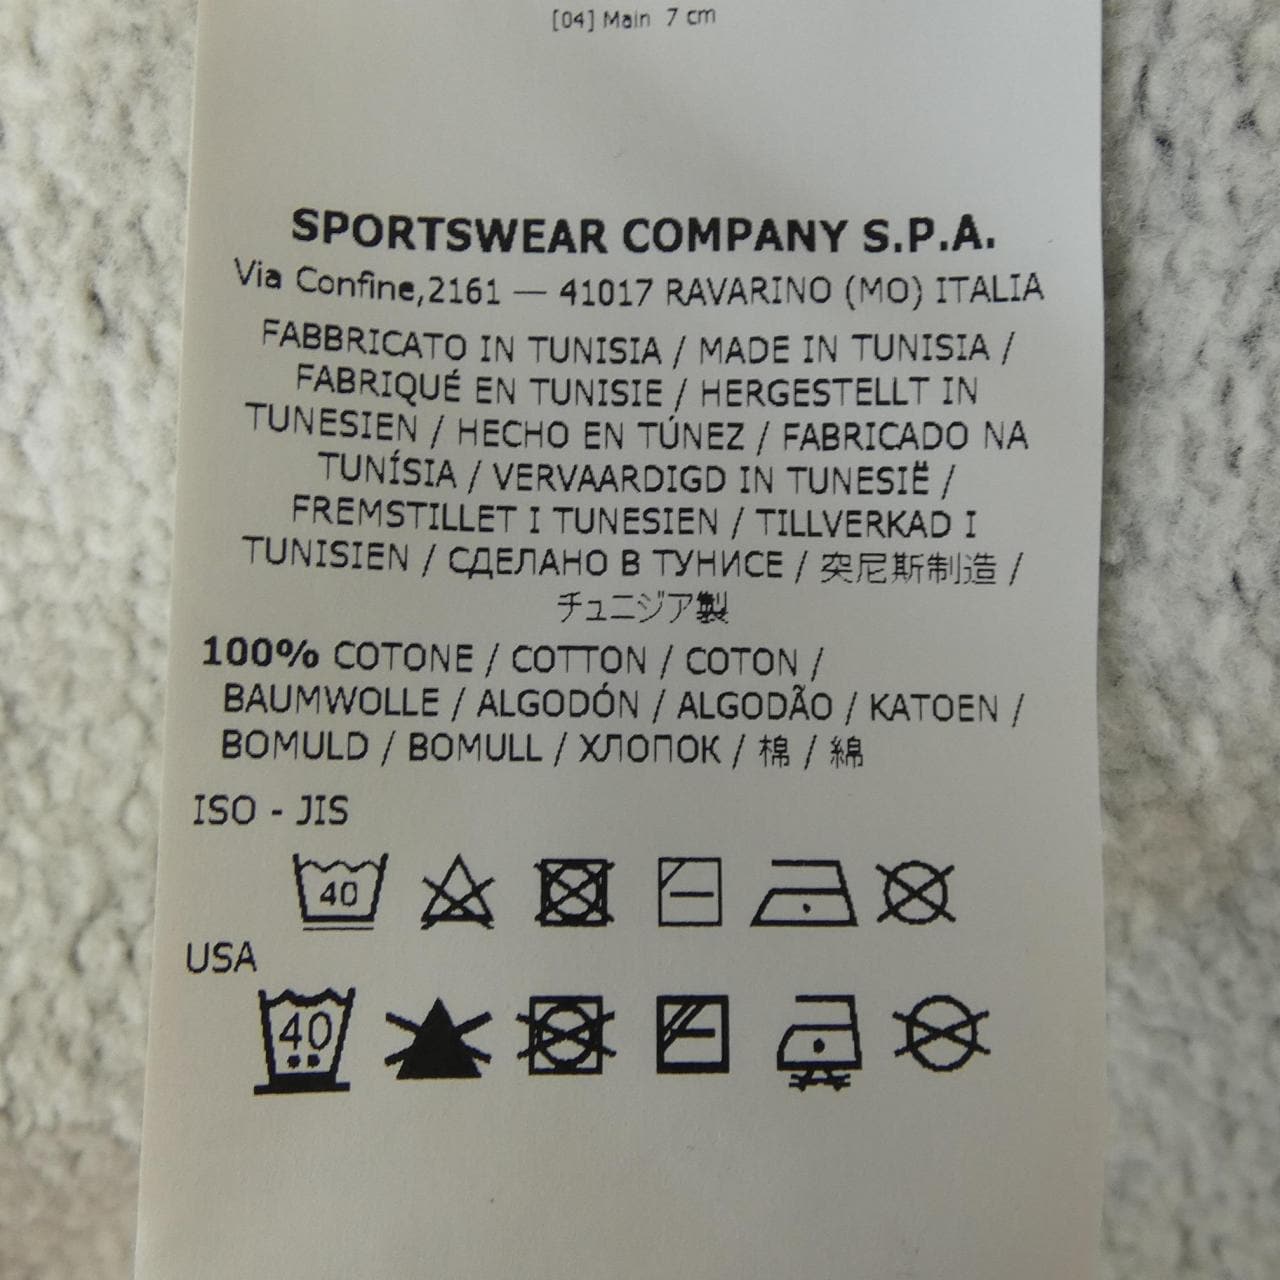 [04] Main 7 cm
SPORTSWEAR COMPANY S.P.A.
Via Confine,2161 — 41017 RAVARINO (MO) ITALIA
FABBRICATO IN TUNISIA / MADE IN TUNISIA /
FABRIQUÉ EN TUNISIE / HERGESTELLT IN
TUNESIEN / HECHO EN TÚNEZ / FABRICADO NA
TUNÍSIA / VERVAARDIGD IN TUNESIË /
FREMSTILLET I TUNESIEN / TILLVERKAD I
TUNISIEN / СДЕЛАНО В ТУНИСЕ / 突尼斯制造 /
チュニジア製
100% COTONE / COTTON / COTON /
BAUMWOLLE / ALGODÓN / ALGODÃO / KATOEN /
BOMULD / BOMULL / ХЛОПОК / 棉 / 綿
ISO - JIS
40
USA
40